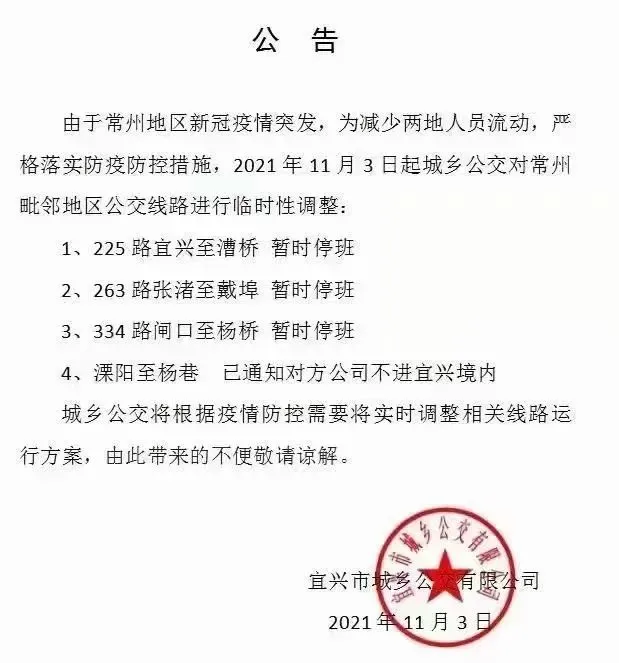 公 告
由于常州地区新冠疫情突发，为减少两地人员流动，严
格落实防疫防控措施，2021 年 11 月 3 日起城乡公交对常州
毗邻地区公交线路进行临时性调整：
1、225 路宜兴至漕桥 暂时停班
2、263 路张渚至戴埠 暂时停班
3、334 路闸口至杨桥 暂时停班
4、溧阳至杨巷 已通知对方公司不进宜兴境内
城乡公交将根据疫情防控需要将实时调整相关线路运
行方案，由此带来的不便敬请谅解。
宜兴市城乡公交有限公司
宜兴市城乡公交有限公司
2021 年 11 月 3 日